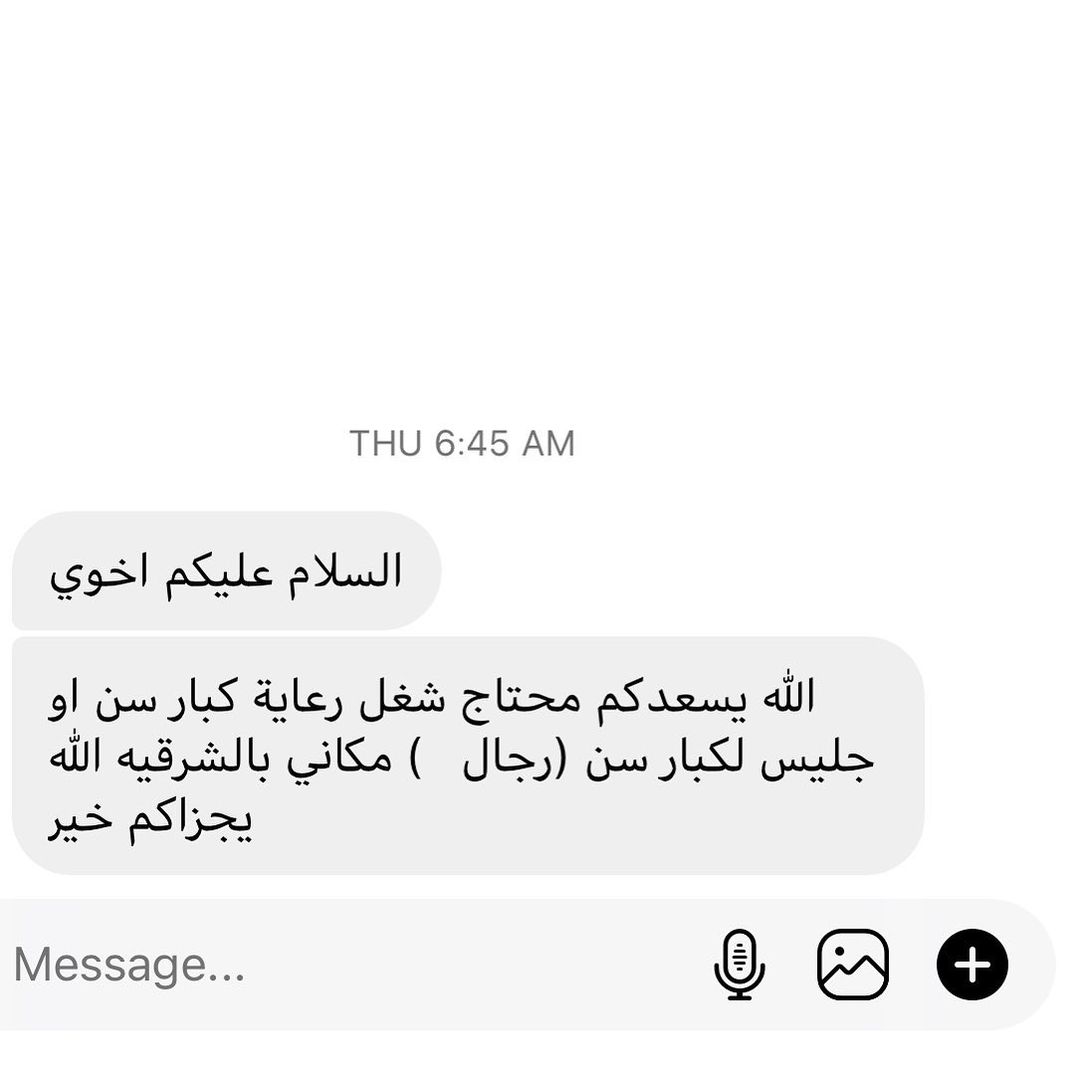 THU 6:45 AM
السلام عليكم اخوي
الله يسعدكم محتاج شغل رعاية كبار سن او
جليس لكبار سن (رجال   ) مكاني بالشرقيه الله
يجزاكم خير
Message...